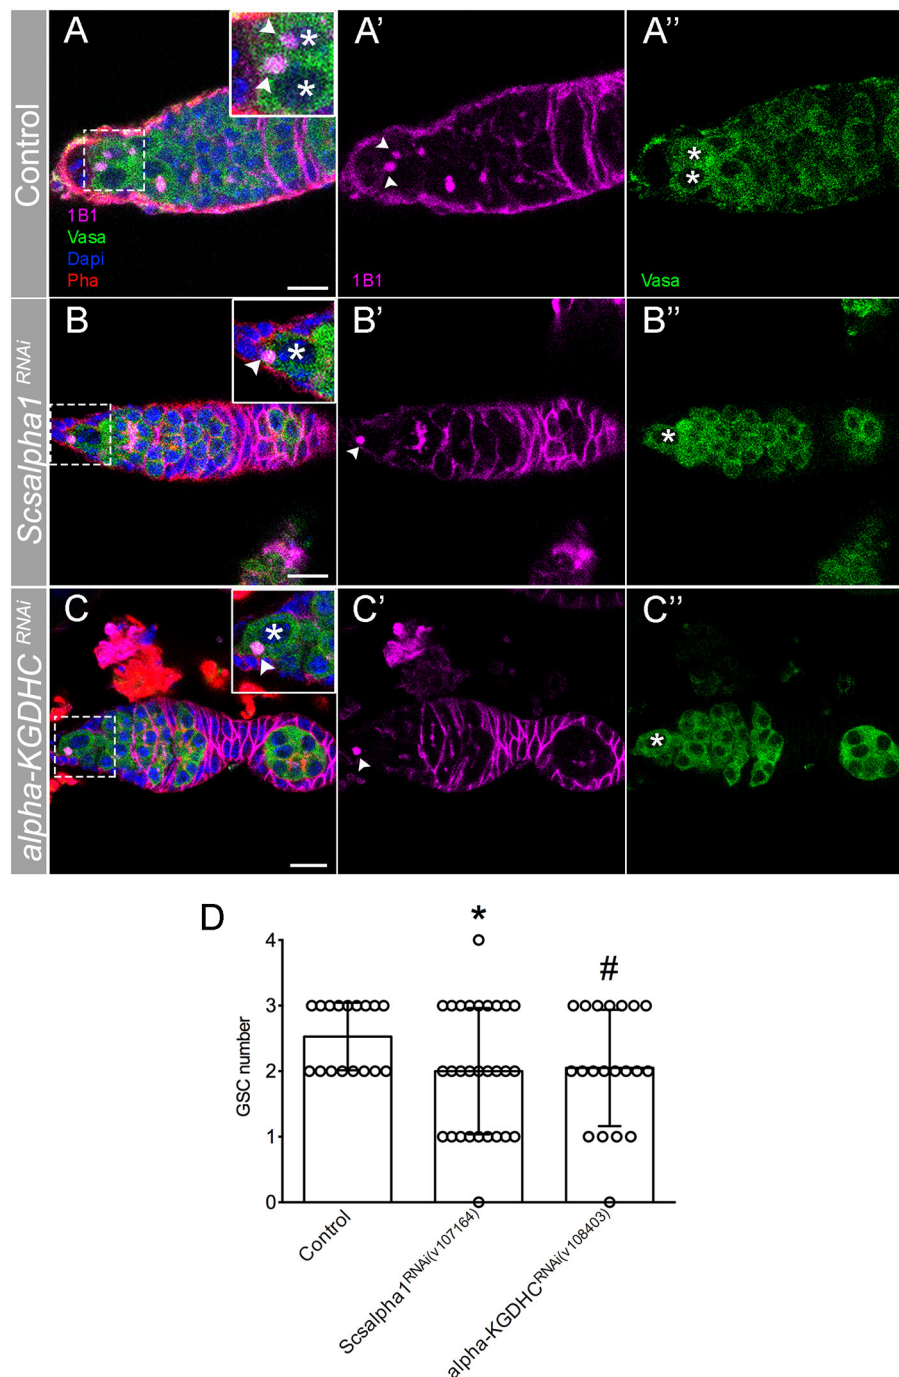 Control
A
*
*
1B1
Vasa
Dapi
Pha
A’
1B1
A’’
*
*
Vasa
Scsalpha1 RNAi
B
*
B’
B’’
*
alpha-KGDHC RNAi
C
*
C’
C’’
*
D
*
#
4
3
2
1
0
GSC number
Control
Scsalpha1RNAi(v107164)
alpha-KGDHCRNAi(v108403)